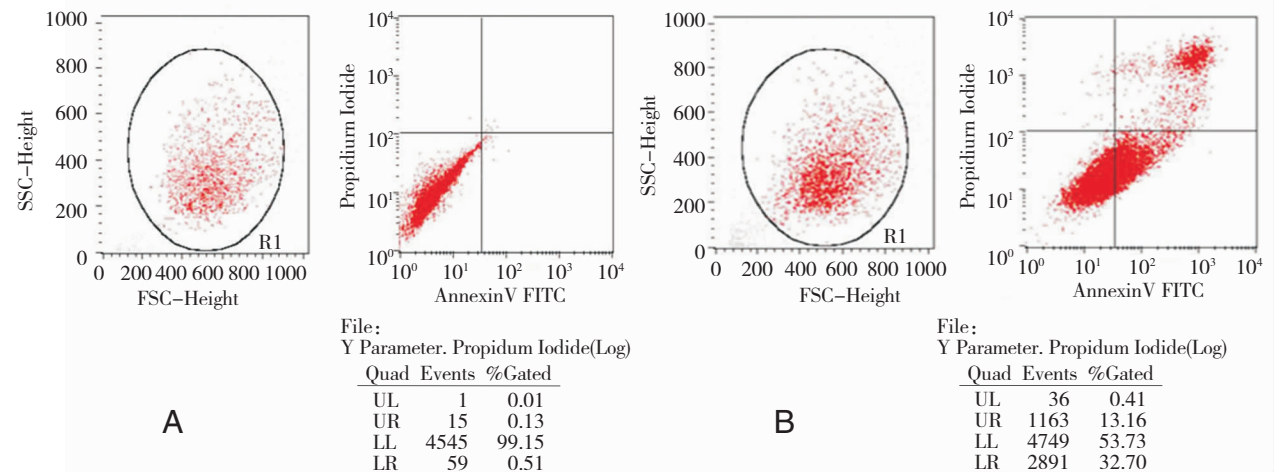 1000
800
600
400
200
0
SSC-Height
R1
0 200 400 600 800 1000
FSC-Height
10⁴
10³
10²
10¹
10⁰
Propidium Iodide
10⁰ 10¹ 10² 10³ 10⁴
AnnexinV FITC
File:
Y Parameter. Propidum Iodide(Log)
Quad Events %Gated
UL 1 0.01
UR 15 0.13
LL 4545 99.15
LR 59 0.51
A
1000
800
600
400
200
0
SSC-Height
R1
0 200 400 600 800 1000
FSC-Height
10⁴
10³
10²
10¹
10⁰
Propidium Iodide
10⁰ 10¹ 10² 10³ 10⁴
AnnexinV FITC
File:
Y Parameter. Propidum Iodide(Log)
Quad Events %Gated
UL 36 0.41
UR 1163 13.16
LL 4749 53.73
LR 2891 32.70
B